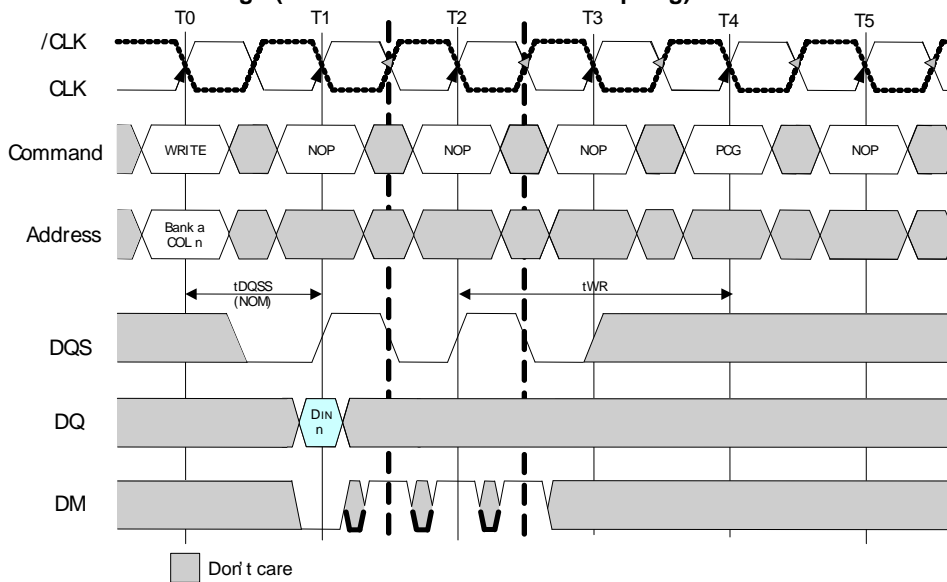 T0 T1 T2 T3 T4 T5
/CLK
CLK
Command WRITE NOP NOP NOP PCG NOP
Address Bank a
COL n
tDQSS
(NOM)
tWR
DQS
DQ DIN
n
DM
Don't care